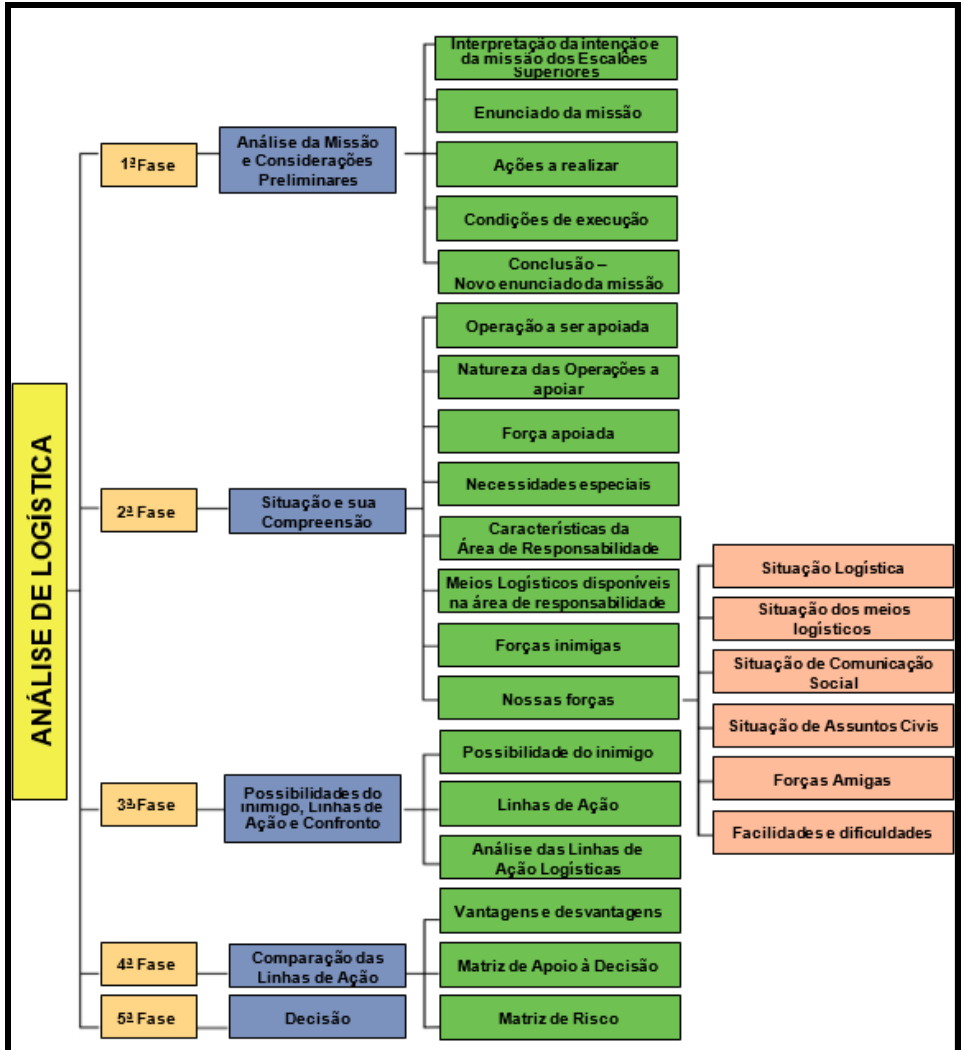 ANÁLISE DE LOGÍSTICA
1ª Fase
Análise da Missão
e Considerações
Preliminares
Interpretação da intenção e
da missão dos Escalões
Superiores
Enunciado da missão
Ações a realizar
Condições de execução
Conclusão –
Novo enunciado da missão
2ª Fase
Situação e sua
Compreensão
Operação a ser apoiada
Natureza das Operações a
apoiar
Força apoiada
Necessidades especiais
Características da
Área de Responsabilidade
Meios Logísticos disponíveis
na área de responsabilidade
Forças inimigas
Nossas forças
Situação Logística
Situação dos meios
logísticos
Situação de Comunicação
Social
Situação de Assuntos Civis
Forças Amigas
Facilidades e dificuldades
3ª Fase
Possibilidades do
inimigo, Linhas de
Ação e Confronto
Possibilidade do inimigo
Linhas de Ação
Análise das Linhas de
Ação Logísticas
4ª Fase
Comparação das
Linhas de Ação
Vantagens e desvantagens
Matriz de Apoio à Decisão
Matriz de Risco
5ª Fase
Decisão